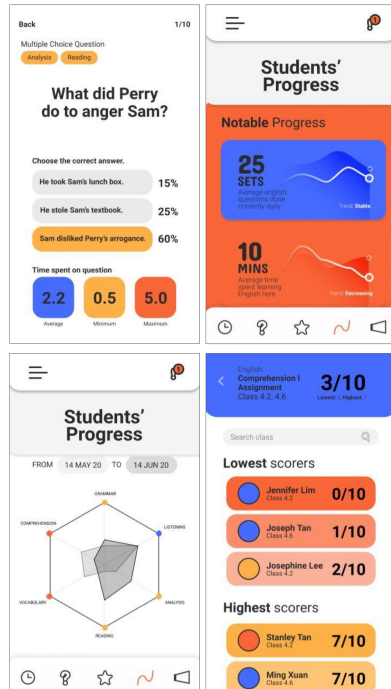 Back 1/10
Multiple Choice Question
Analysis Reading
What did Perry
do to anger Sam?
Choose the correct answer.
He took Sam's lunch box. 15%
He stole Sam's textbook. 25%
Sam disliked Perry's arrogance. 60%
Time spent on question
2.2 0.5 5.0
Average Minimum Maximum
1
Students'
Progress
Notable Progress
25
SETS
Average english
questions done
correctly daily
Trend: Stable
10
MINS
Average time
spent learning
English here
Trend: Decreasing
1
Students'
Progress
FROM 14 MAY 20 TO 14 JUN 20
GRAMMAR
COMPREHENSION
LISTENING
VOCABULARY
ANALYSIS
READING
English
Comprehension I
Assignment
Class 4.2, 4.6
3/10
Lowest & Highest
Search class
Lowest scorers
Jennifer Lim 0/10
Class 4.2
Joseph Tan 1/10
Class 4.6
Josephine Lee 2/10
Class 4.2
Highest scorers
Stanley Tan 7/10
Class 4.2
Ming Xuan 7/10
Class 4.6